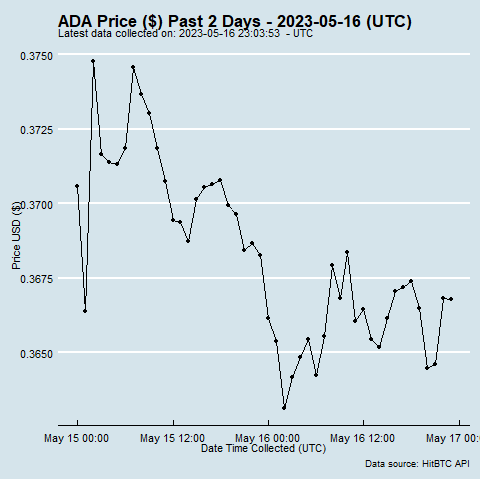 ADA Price ($) Past 2 Days - 2023-05-16 (UTC)
Latest data collected on: 2023-05-16 23:03:53 - UTC
0.3750
0.3725
0.3700
0.3675
0.3650
Price USD ($)
May 15 00:00
May 15 12:00
May 16 00:00
May 16 12:00
May 17 00:
Date Time Collected (UTC)
Data source: HitBTC API